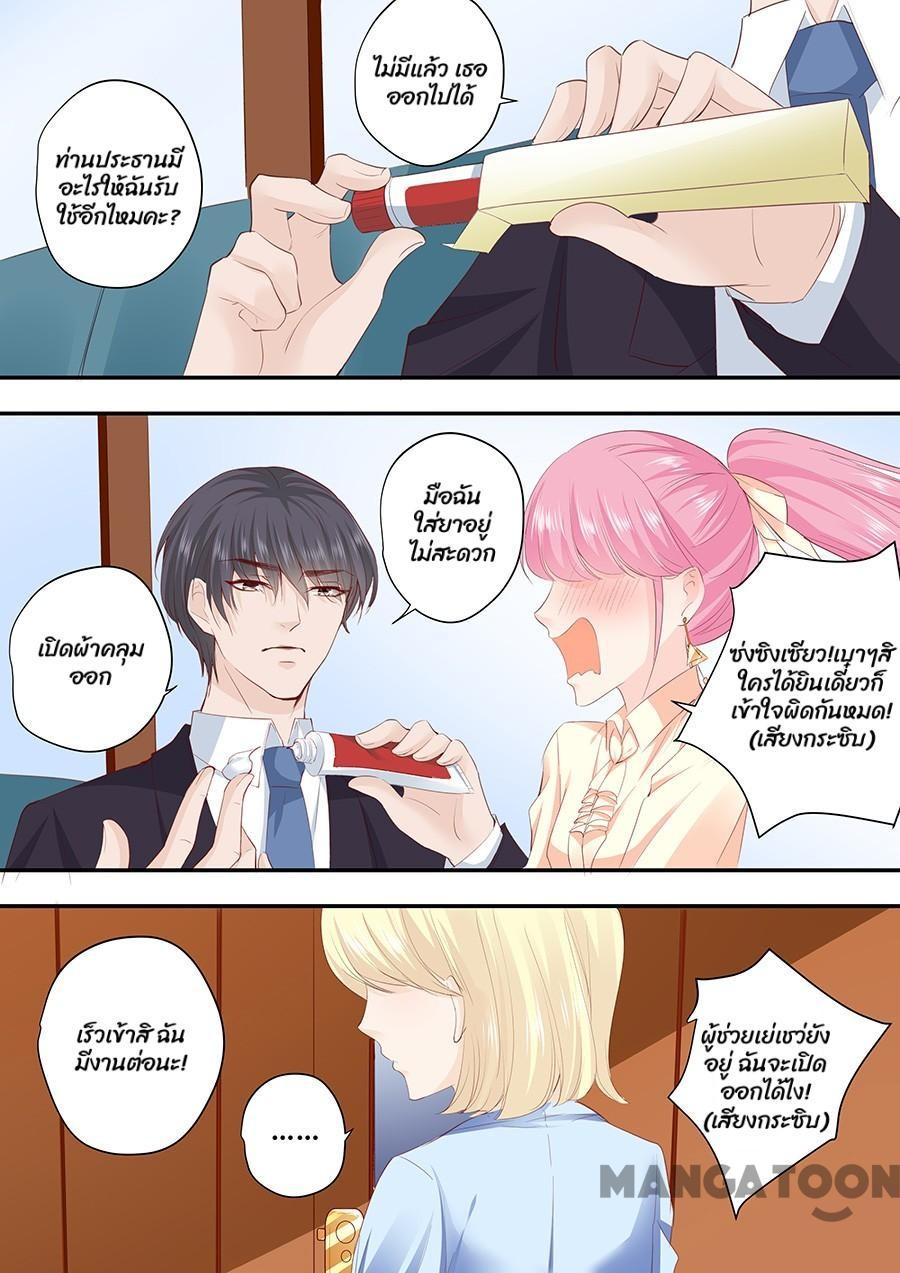 ไม่มีแล้ว เธอ
ออกไปได้
ท่านประธานมี
อะไรให้ฉันรับ
ใช้อีกไหมคะ?
มือฉัน
ใส่ยาอยู่
ไม่สะดวก
เปิดผ้าคลุม
ออก
ซ่งซิงเซียว!เบาๆสิ
ใครได้ยินเดี๋ยวก็
เข้าใจผิดกันหมด!
(เสียงกระซิบ)
เร็วเข้าสิ ฉัน
มีงานต่อนะ!
......
ผู้ช่วยเย่เชว่ยัง
อยู่ ฉันจะเปิด
ออกได้ไง!
(เสียงกระซิบ)
MANGATOON